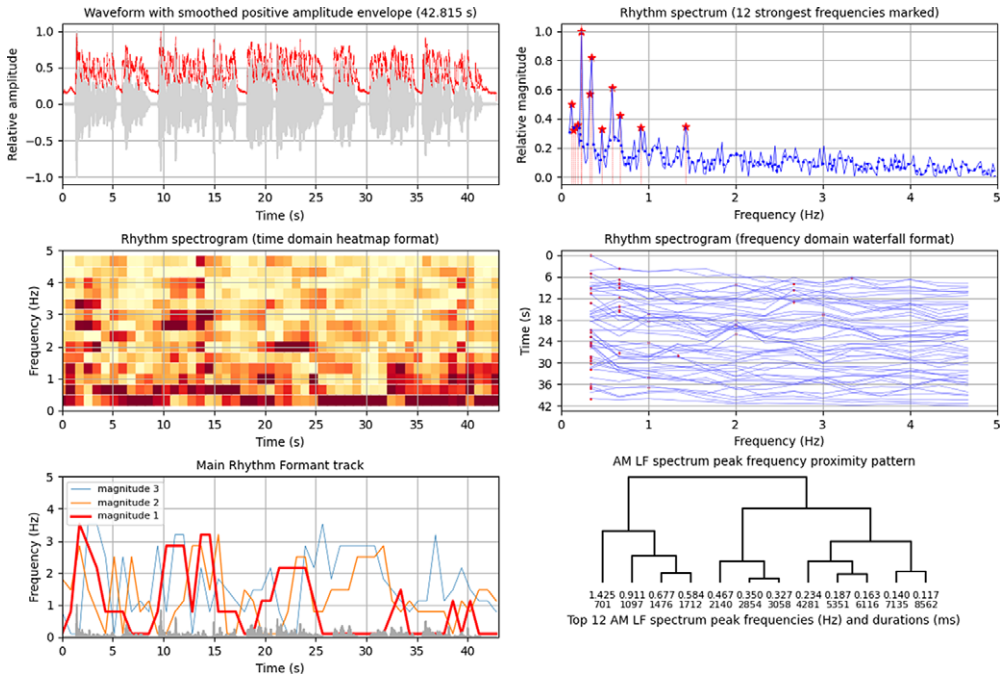 Waveform with smoothed positive amplitude envelope (42.815 s)
Relative amplitude
1.0
0.5
0.0
−0.5
−1.0
0 5 10 15 20 25 30 35 40
Time (s)
Rhythm spectrum (12 strongest frequencies marked)
Relative magnitude
1.0
0.8
0.6
0.4
0.2
0.0
0 1 2 3 4 5
Frequency (Hz)
Rhythm spectrogram (time domain heatmap format)
Frequency (Hz)
5
4
3
2
1
0
0 5 10 15 20 25 30 35 40
Time (s)
Rhythm spectrogram (frequency domain waterfall format)
Time (s)
0
6
12
18
24
30
36
42
0 1 2 3 4 5
Frequency (Hz)
Main Rhythm Formant track
Frequency (Hz)
5
4
3
2
1
0
magnitude 3
magnitude 2
magnitude 1
0 5 10 15 20 25 30 35 40
Time (s)
AM LF spectrum peak frequency proximity pattern
1.425 0.911 0.677 0.584 0.467 0.350 0.327 0.234 0.187 0.163 0.140 0.117
701 1097 1476 1712 2140 2854 3058 4281 5351 6116 7135 8562
Top 12 AM LF spectrum peak frequencies (Hz) and durations (ms)